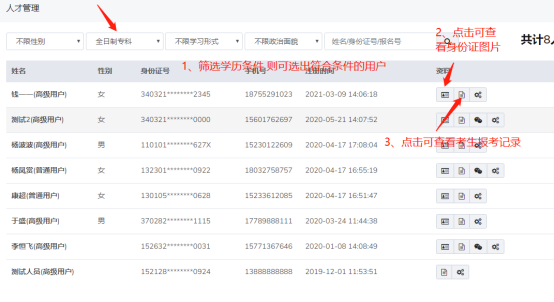 人才管理
不限性别 全日制专科 不限学习形式 不限政治面貌 姓名/身份证号/报名号 共计8人
2、点击可查看身份证图片
1、筛选学历条件,则可选出符合条件的用户
3、点击可查看考生报考记录
姓名 性别 身份证号 手机号 注册时间
钱一一(高级用户) 女 340321********2345 18755291023 2021-03-09 14:06:18
测试2(高级用户) 女 340321********0000 15601762697 2020-05-21 14:07:52
杨波波(高级用户) 男 110101********627X 15230122609 2020-04-17 17:08:04
杨凤宽(普通用户) 女 132301********0922 18032758757 2020-04-17 16:55:19
康超(普通用户) 女 130105********0628 15233612085 2020-04-17 16:51:47
于盛(高级用户) 男 370282********1115 17789888111 2020-03-24 11:44:38
李恒飞(高级用户) 152632********0031 15771367646 2020-01-08 14:08:49
测试人员(高级用户) 152128********0924 13888888888 2019-12-01 11:53:51